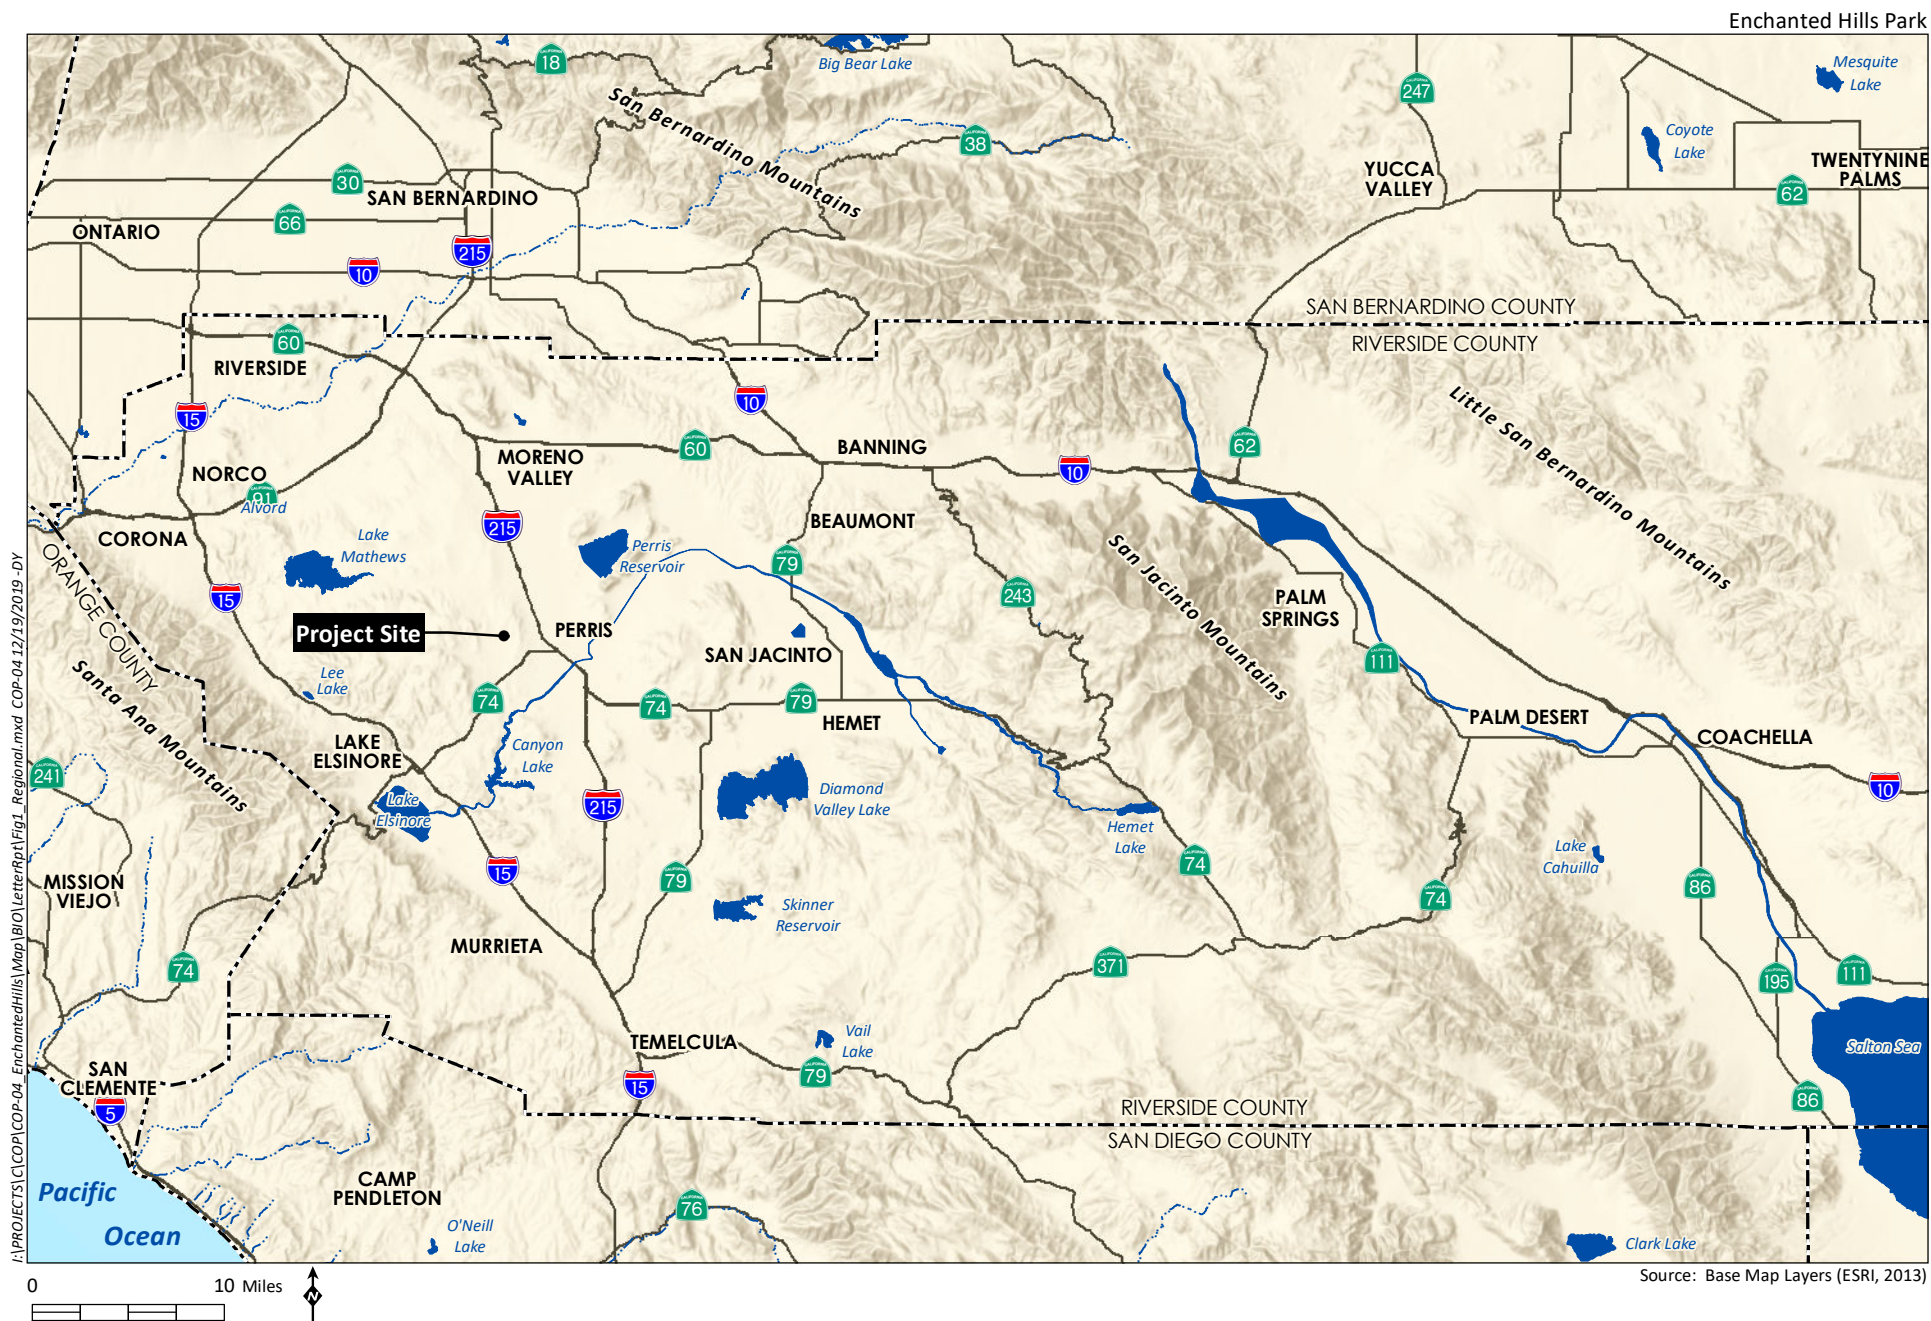 Enchanted Hills Park
18
Big Bear Lake
247
Mesquite
Lake
San Bernardino Mountains
38
Coyote
Lake
YUCCA
VALLEY
TWENTYNINE
PALMS
62
30
SAN BERNARDINO
66
ONTARIO
215
10
SAN BERNARDINO COUNTY
RIVERSIDE COUNTY
60
RIVERSIDE
15
10
Little San Bernardino Mountains
62
60
BANNING
10
MORENO
VALLEY
NORCO
91
Alvord
215
CORONA
Lake
Mathews
Perris
Reservoir
BEAUMONT
79
San Jacinto Mountains
243
PALM
SPRINGS
ORANGE COUNTY
15
Project Site
PERRIS
SAN JACINTO
111
Santa Ana Mountains
Lee
Lake
74
74
79
HEMET
PALM DESERT
COACHELLA
LAKE
ELSINORE
Canyon
Lake
241
Lake
Elsinore
215
Diamond
Valley Lake
Hemet
Lake
10
15
79
74
Lake
Cahuilla
86
74
MISSION
VIEJO
Skinner
Reservoir
MURRIETA
74
371
195
111
TEMELCULA
Vail
Lake
79
15
Salton Sea
SAN
CLEMENTE
5
86
RIVERSIDE COUNTY
SAN DIEGO COUNTY
CAMP
PENDLETON
76
Pacific
Ocean
O'Neill
Lake
Clark Lake
I:\PROJECTS\C\COP\COP-04_EnchantedHills\Map\BIO\LetterRpt\Fig1_Regional.mxd COP-04 12/19/2019 -DY
0 10 Miles
N
Source: Base Map Layers (ESRI, 2013)